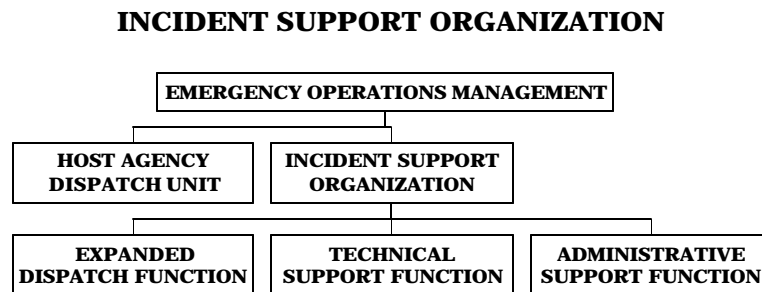 INCIDENT SUPPORT ORGANIZATION
EMERGENCY OPERATIONS MANAGEMENT
HOST AGENCY
DISPATCH UNIT
INCIDENT SUPPORT
ORGANIZATION
EXPANDED
DISPATCH FUNCTION
TECHNICAL
SUPPORT FUNCTION
ADMINISTRATIVE
SUPPORT FUNCTION